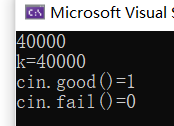 Microsoft Visual
40000
k=40000
cin.good()=1
cin.fail()=0